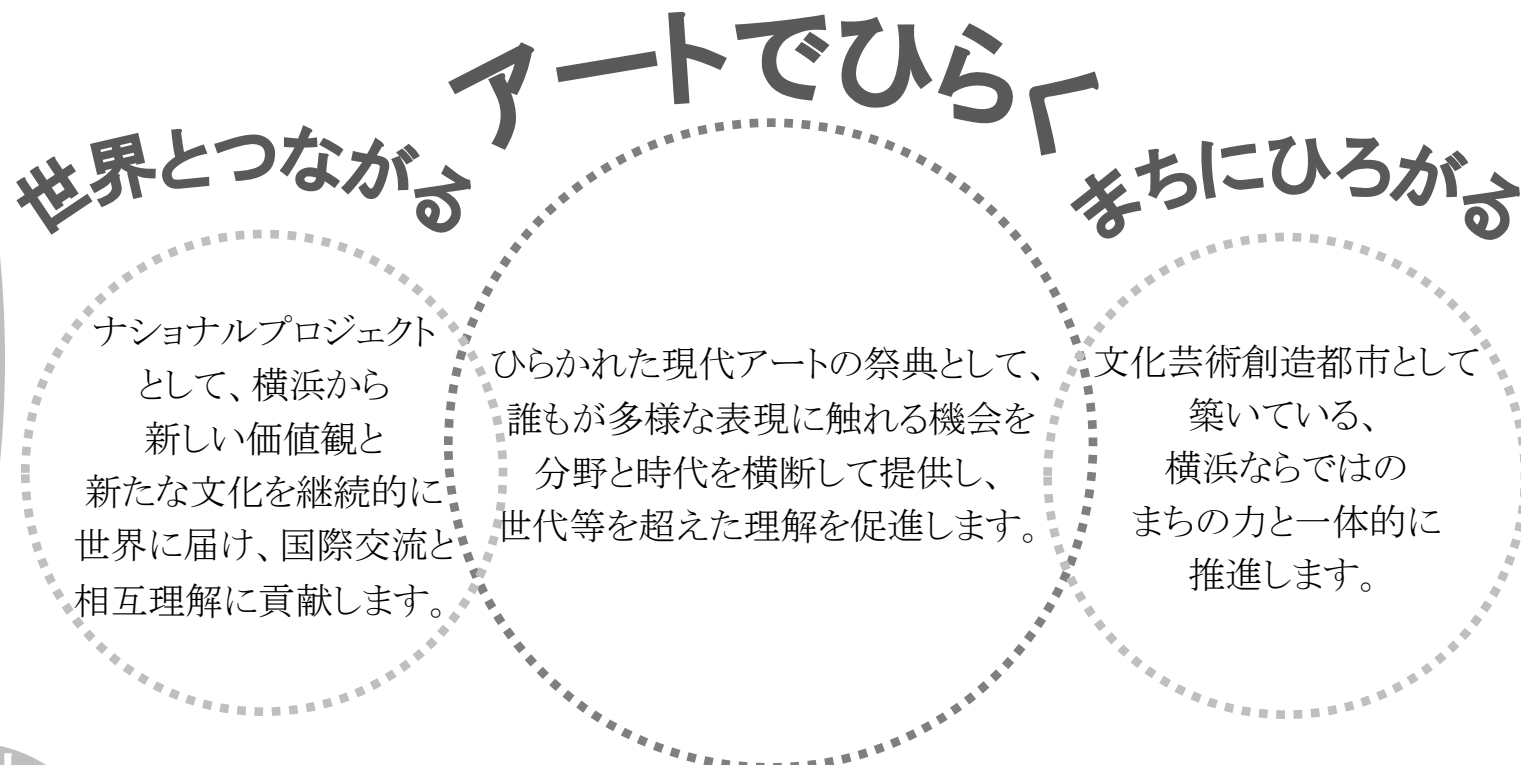 アートでひらく
世界とつながる
まちにひろがる
ナショナルプロジェクト
として、横浜から
新しい価値観と
新たな文化を継続的に
世界に届け、国際交流と
相互理解に貢献します。
ひらかれた現代アートの祭典として、
誰もが多様な表現に触れる機会を
分野と時代を横断して提供し、
世代等を超えた理解を促進します。
文化芸術創造都市として
築いている、
横浜ならではの
まちの力と一体的に
推進します。